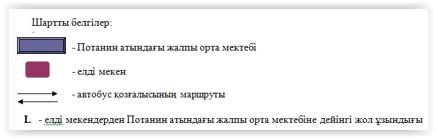 Шартты белгілер:
- Потанин атындағы жалпы орта мектебі
- елді мекен
- автобус қозғалысының маршруты
L - елді мекендерден Потанин атындағы жалпы орта мектебіне дейінгі жол ұзындығы